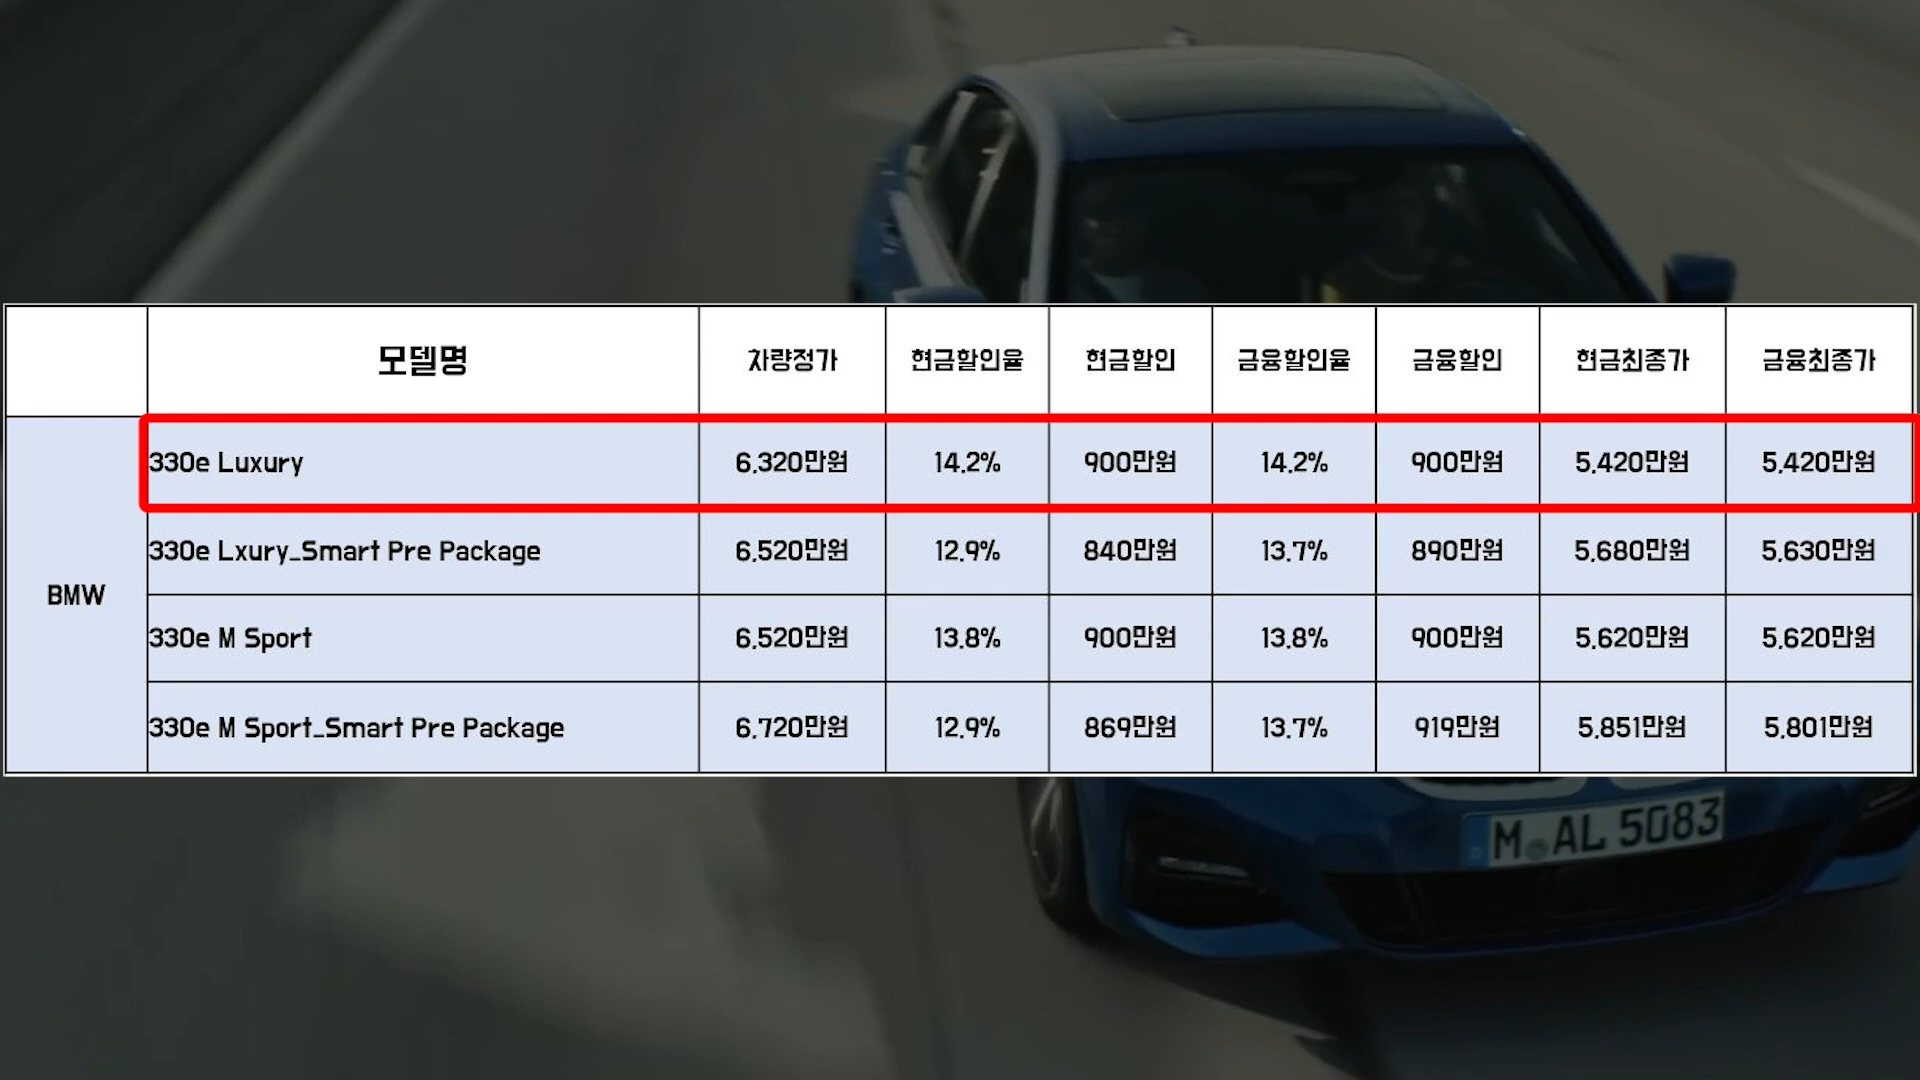 모델명 차량정가 현금할인율 현금할인 금융할인율 금융할인 현금최종가 금융최종가
330e Luxury 6,320만원 14.2% 900만원 14.2% 900만원 5,420만원 5,420만원
330e Lxury_Smart Pre Package 6,520만원 12.9% 840만원 13.7% 890만원 5,680만원 5,630만원
BMW
330e M Sport 6,520만원 13.8% 900만원 13.8% 900만원 5,620만원 5,620만원
330e M Sport_Smart Pre Package 6,720만원 12.9% 869만원 13.7% 919만원 5,851만원 5,801만원
M AL 5083